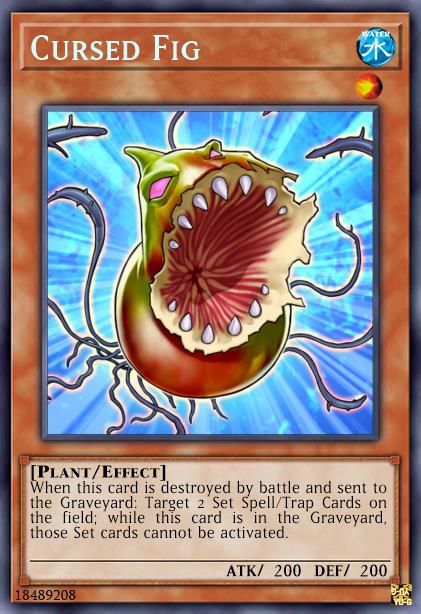 Cursed Fig
WATER
水
[Plant/Effect]
When this card is destroyed by battle and sent to
the Graveyard: Target 2 Set Spell/Trap Cards on
the field; while this card is in the Graveyard,
those Set cards cannot be activated.
ATK/ 200 DEF/ 200
18489208